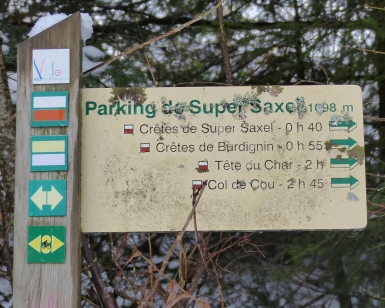 Parking de Super Saxel 1098 m
Crêtes de Super Saxel - 0 h 40
Crêtes de Burdignin - 0 h 55
Tête du Char - 2 h
Col de Cou - 2 h 45